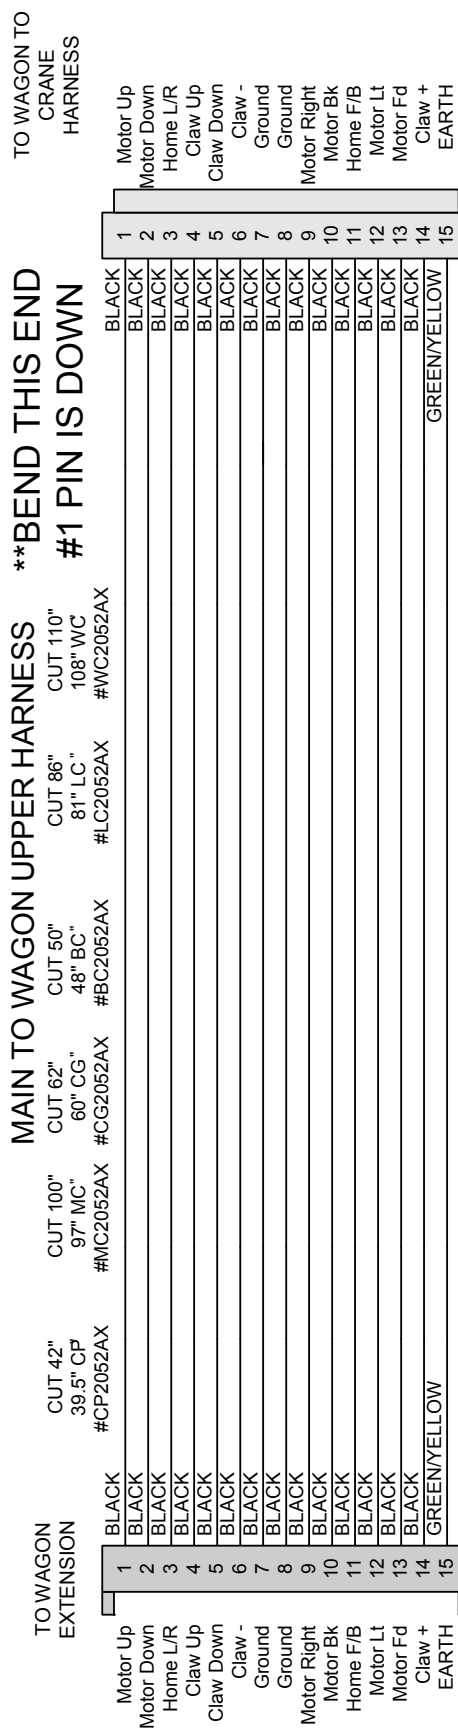 MAIN TO WAGON UPPER HARNESS
**BEND THIS END
#1 PIN IS DOWN
TO WAGON
EXTENSION
CUT 42"
39.5" CP"
#CP2052AX
CUT 100"
97" MC"
#MC2052AX
CUT 62"
60" CG"
#CG2052AX
CUT 50"
48" BC"
#BC2052AX
CUT 86"
81" LC "
#LC2052AX
CUT 110"
108" WC"
#WC2052AX
TO WAGON TO
CRANE
HARNESS
Motor Up 1 BLACK BLACK 1 Motor Up
Motor Down 2 BLACK BLACK 2 Motor Down
Home L/R 3 BLACK BLACK 3 Home L/R
Claw Up 4 BLACK BLACK 4 Claw Up
Claw Down 5 BLACK BLACK 5 Claw Down
Claw - 6 BLACK BLACK 6 Claw -
Ground 7 BLACK BLACK 7 Ground
Ground 8 BLACK BLACK 8 Ground
Motor Right 9 BLACK BLACK 9 Motor Right
Motor Bk 10 BLACK BLACK 10 Motor Bk
Home F/B 11 BLACK BLACK 11 Home F/B
Motor Lt 12 BLACK BLACK 12 Motor Lt
Motor Fd 13 BLACK BLACK 13 Motor Fd
Claw + 14 BLACK BLACK 14 Claw +
EARTH 15 GREEN/YELLOW GREEN/YELLOW 15 EARTH